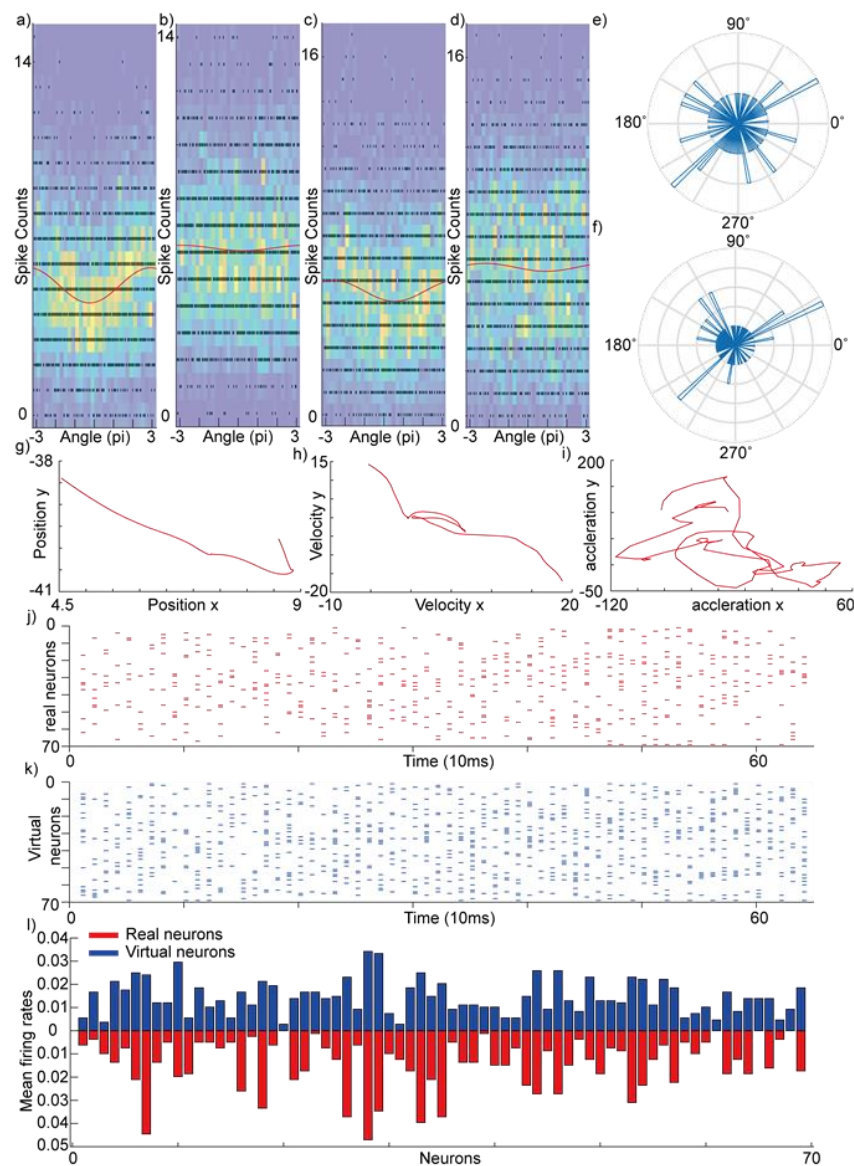 a) b) c) d) e)
14 14 16 16
Spike Counts Spike Counts Spike Counts Spike Counts
0 0 0 0
-3 Angle (pi) 3 -3 Angle (pi) 3 -3 Angle (pi) 3 -3 Angle (pi) 3
90°
180° 0°
270°
f)
90°
180° 0°
270°
g) h) i)
-38 15 200
Position y Velocity y accleration y
-41 -20 -50
4.5 Position x 9 -10 Velocity x 20 -120 accleration x 60
j)
0
real neurons
70
0 Time (10ms) 60
k)
0
Virtual neurons
70
0 Time (10ms) 60
l)
Real neurons
Virtual neurons
0.04
0.03
0.02
0.01
0
0.01
0.02
0.03
0.04
0.05
Mean firing rates
0 Neurons 70